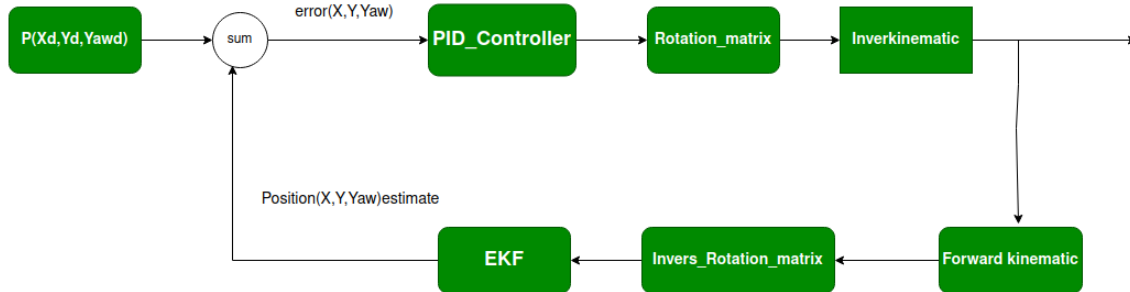 error(X,Y,Yaw)
P(Xd,Yd,Yawd)
sum
PID_Controller
Rotation_matrix
Inverkinematic
Position(X,Y,Yaw)estimate
EKF
Invers_Rotation_matrix
Forward kinematic